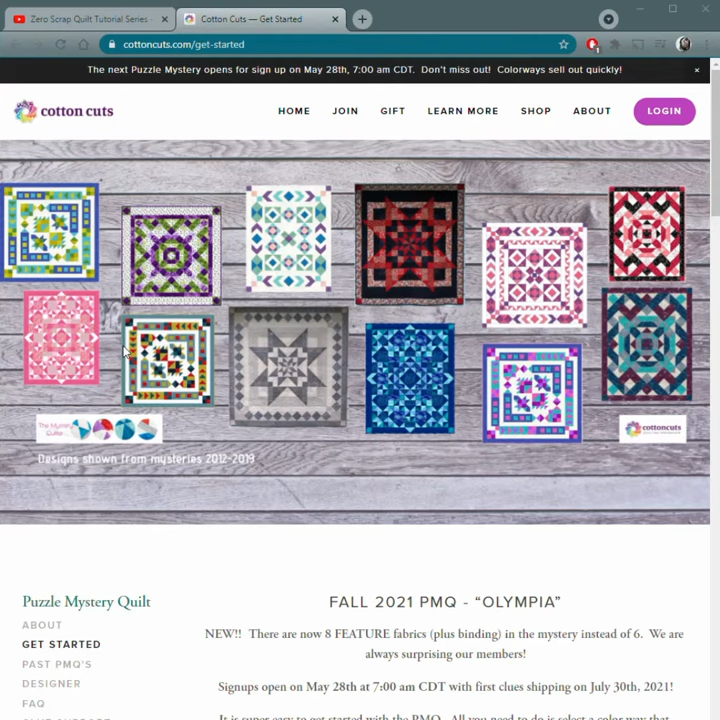 Zero Scrap Quilt Tutorial Series -
Cotton Cuts — Get Started
cottoncuts.com/get-started
The next Puzzle Mystery opens for sign up on May 28th, 7:00 am CDT. Don't miss out! Colorways sell out quickly!
cotton cuts
HOME JOIN GIFT LEARN MORE SHOP ABOUT LOGIN
The Mystery Quilter
cottoncuts
Designs shown from mysteries 2012-2019
Puzzle Mystery Quilt
ABOUT
GET STARTED
PAST PMQ'S
DESIGNER
FAQ
FALL 2021 PMQ - “OLYMPIA”
NEW!! There are now 8 FEATURE fabrics (plus binding) in the mystery instead of 6. We are
always surprising our members!
Signups open on May 28th at 7:00 am CDT with first clues shipping on July 30th, 2021!
It is super easy to get started with the PMQ. All you need to do is select a color way that